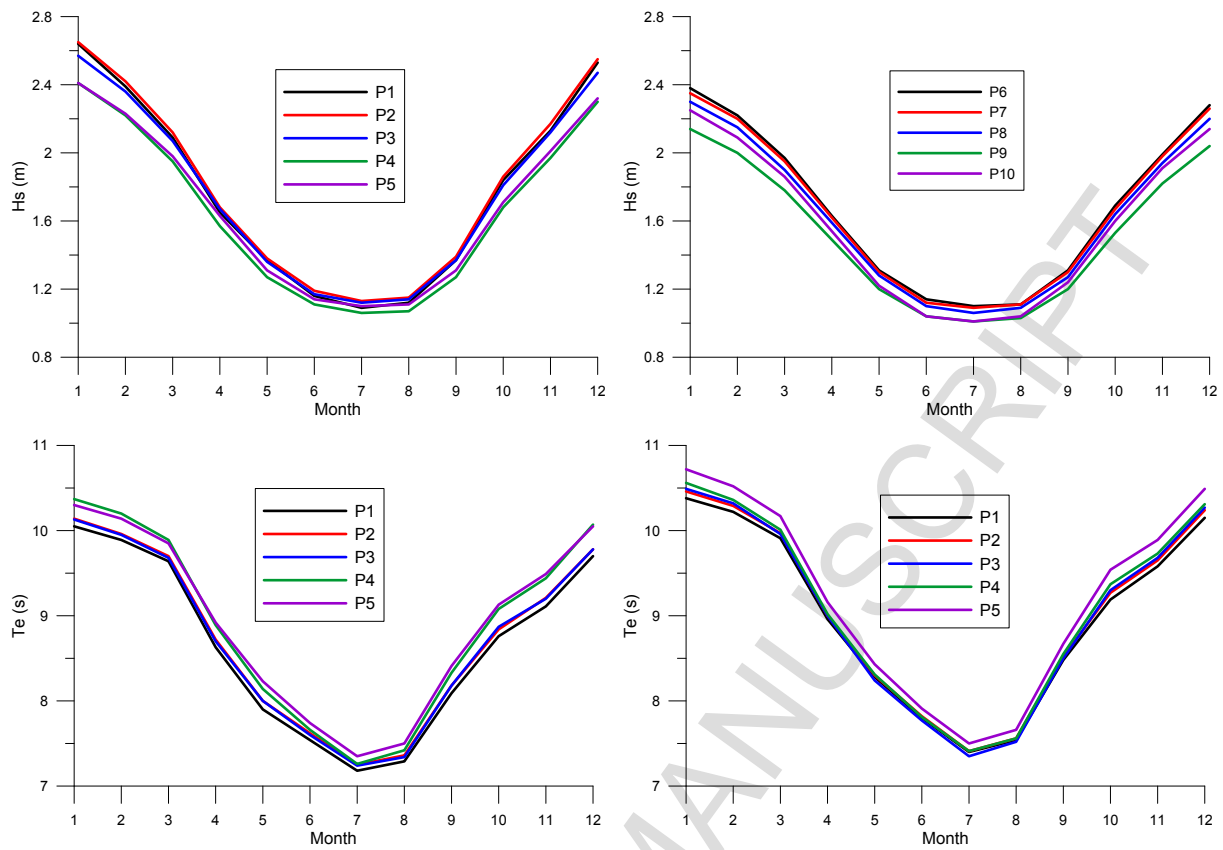 2.8
2.4
2
1.6
1.2
0.8
Hs (m)
P1
P2
P3
P4
P5
1 2 3 4 5 6 7 8 9 10 11 12
Month
2.8
2.4
2
1.6
1.2
0.8
Hs (m)
P6
P7
P8
P9
P10
1 2 3 4 5 6 7 8 9 10 11 12
Month
11
10
9
8
7
Te (s)
P1
P2
P3
P4
P5
1 2 3 4 5 6 7 8 9 10 11 12
Month
11
10
9
8
7
Te (s)
P1
P2
P3
P4
P5
1 2 3 4 5 6 7 8 9 10 11 12
Month
MANUSCRIPT